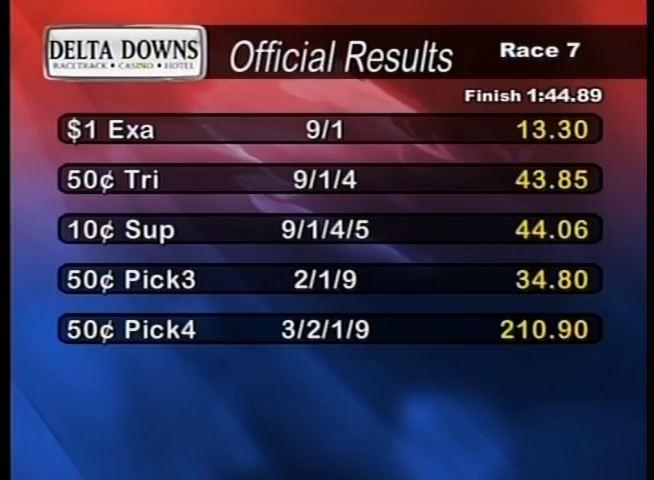 DELTA DOWNS
RACETRACK • CASINO • HOTEL
Official Results
Race 7
Finish 1:44.89
$1 Exa 9/1 13.30
50¢ Tri 9/1/4 43.85
10¢ Sup 9/1/4/5 44.06
50¢ Pick3 2/1/9 34.80
50¢ Pick4 3/2/1/9 210.90